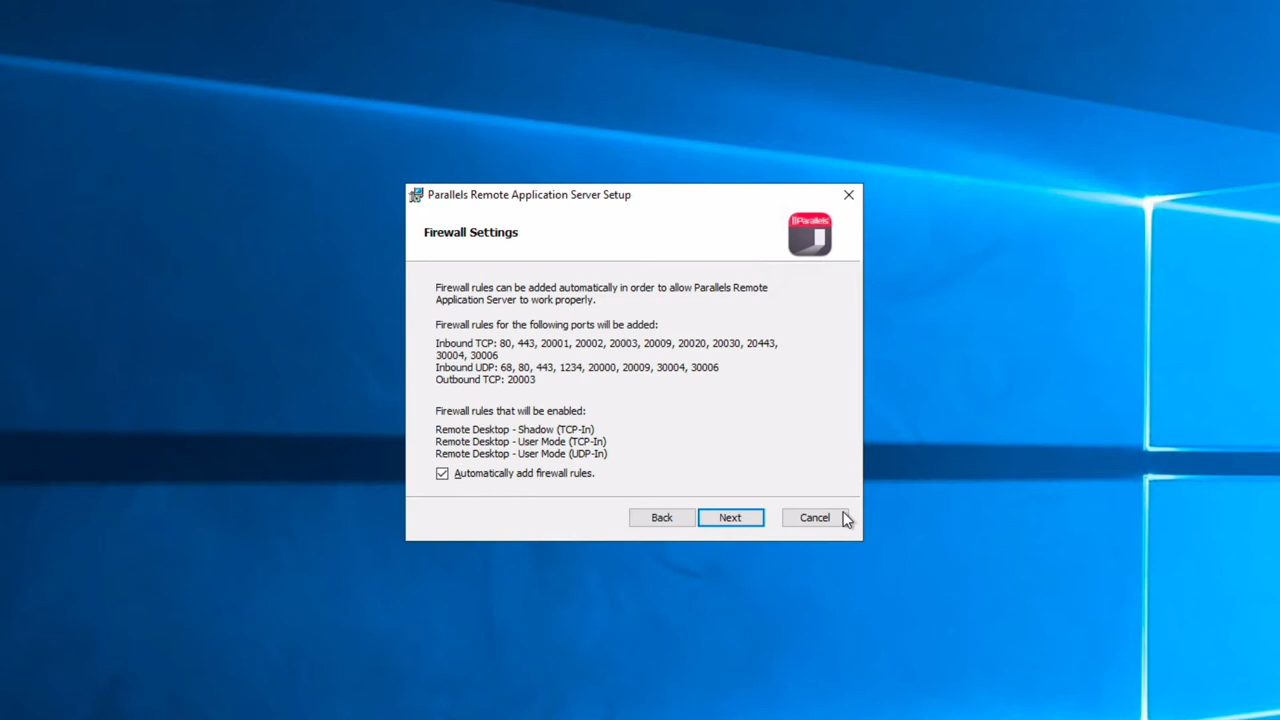 Parallels Remote Application Server Setup
Firewall Settings
||Parallels
Firewall rules can be added automatically in order to allow Parallels Remote
Application Server to work properly.
Firewall rules for the following ports will be added:
Inbound TCP: 80, 443, 20001, 20002, 20003, 20009, 20020, 20030, 20443,
30004, 30006
Inbound UDP: 68, 80, 443, 1234, 20000, 20009, 30004, 30006
Outbound TCP: 20003
Firewall rules that will be enabled:
Remote Desktop - Shadow (TCP-In)
Remote Desktop - User Mode (TCP-In)
Remote Desktop - User Mode (UDP-In)
Automatically add firewall rules.
Back Next Cancel